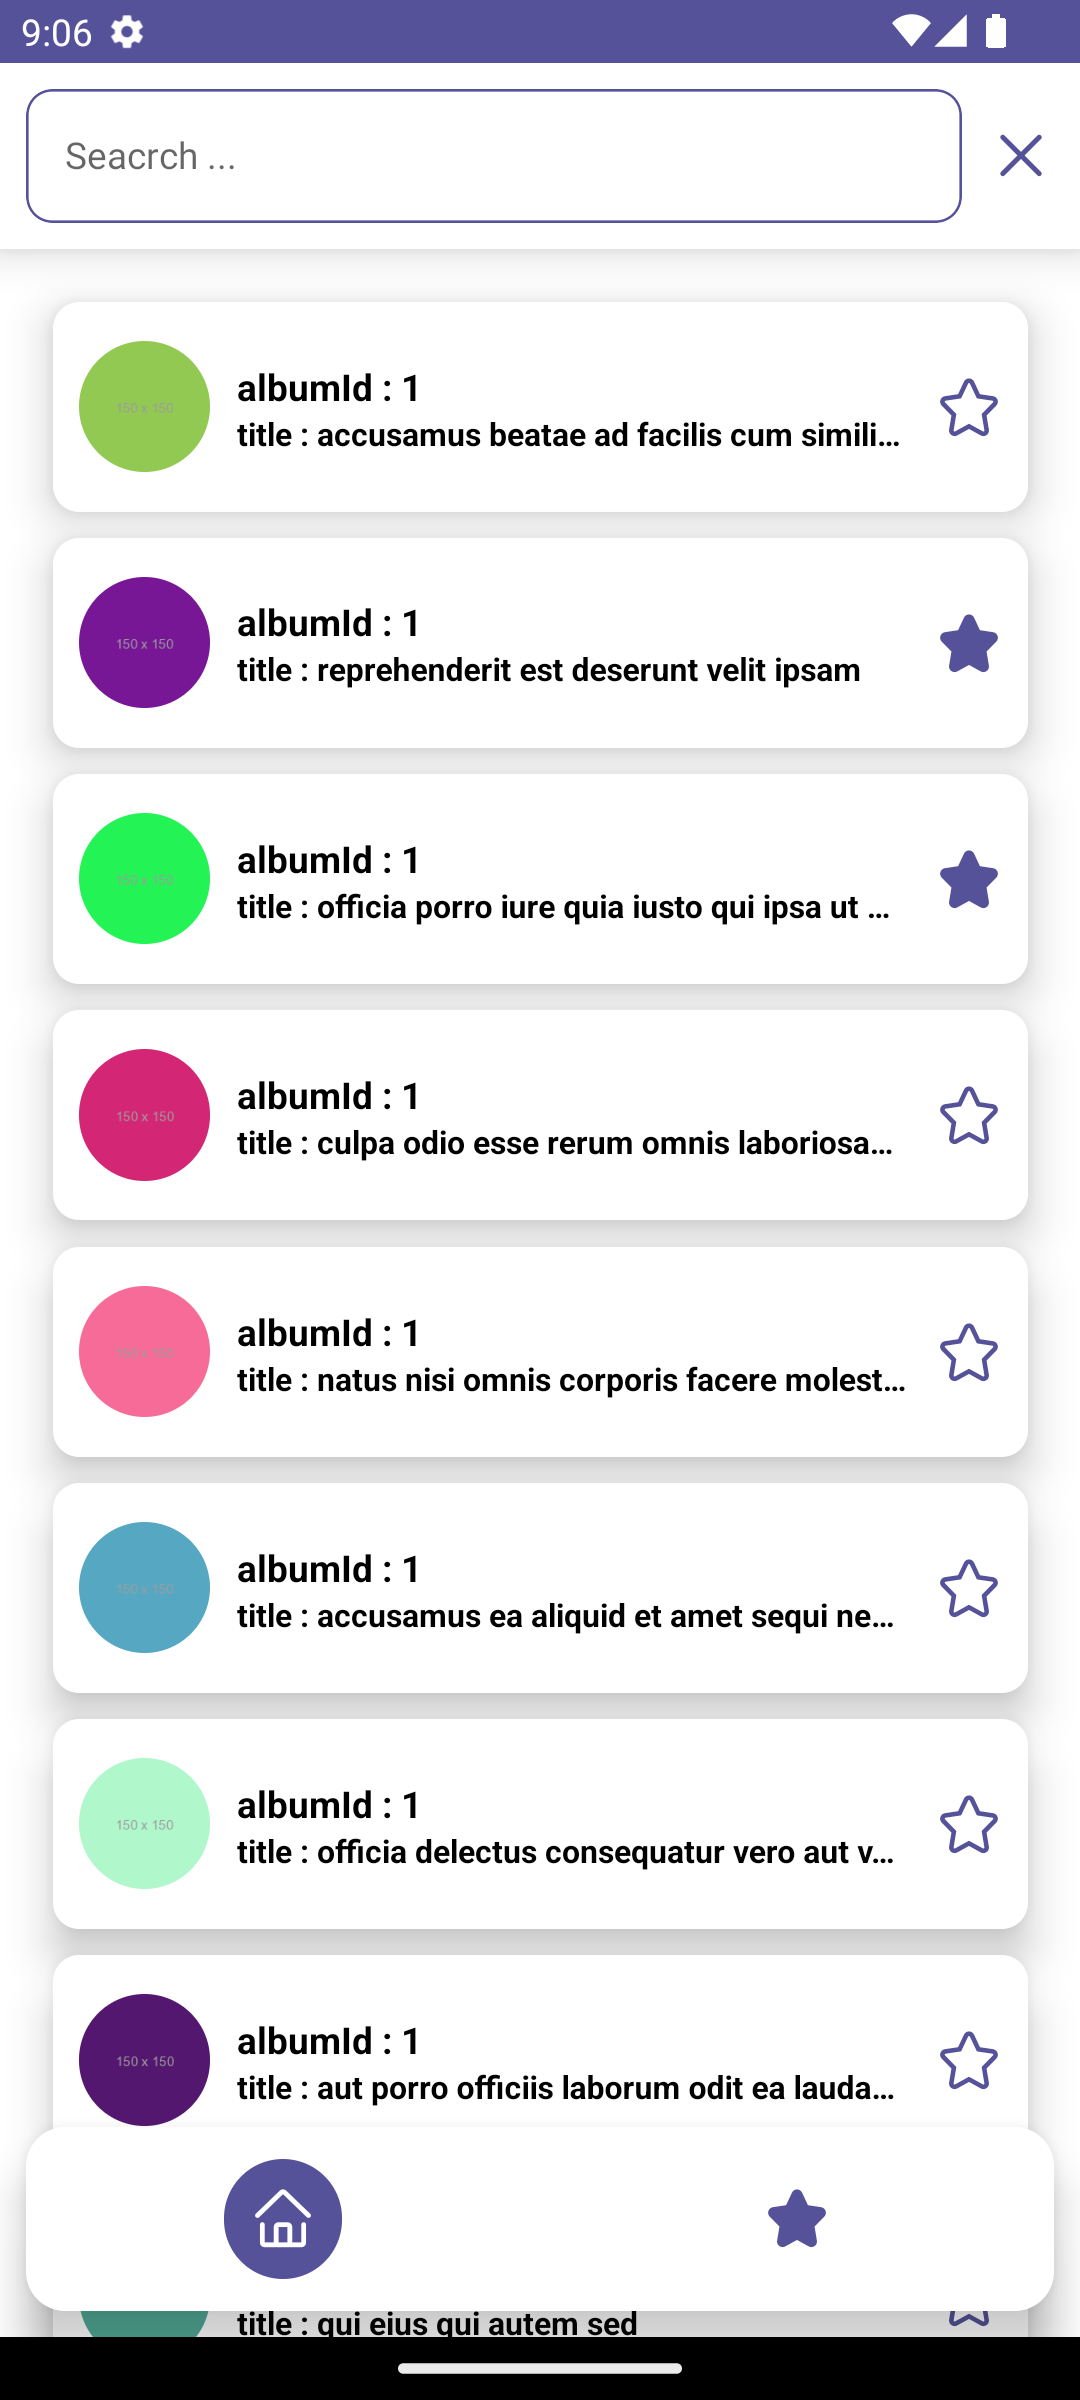 9:06
Seacrch ...
150 x 150
albumId : 1
title : accusamus beatae ad facilis cum simili...
150 x 150
albumId : 1
title : reprehenderit est deserunt velit ipsam
150 x 150
albumId : 1
title : officia porro iure quia iusto qui ipsa ut ...
150 x 150
albumId : 1
title : culpa odio esse rerum omnis laboriosa...
150 x 150
albumId : 1
title : natus nisi omnis corporis facere molest...
150 x 150
albumId : 1
title : accusamus ea aliquid et amet sequi ne...
150 x 150
albumId : 1
title : officia delectus consequatur vero aut v...
150 x 150
albumId : 1
title : aut porro officiis laborum odit ea lauda...
title : qui eius qui autem sed